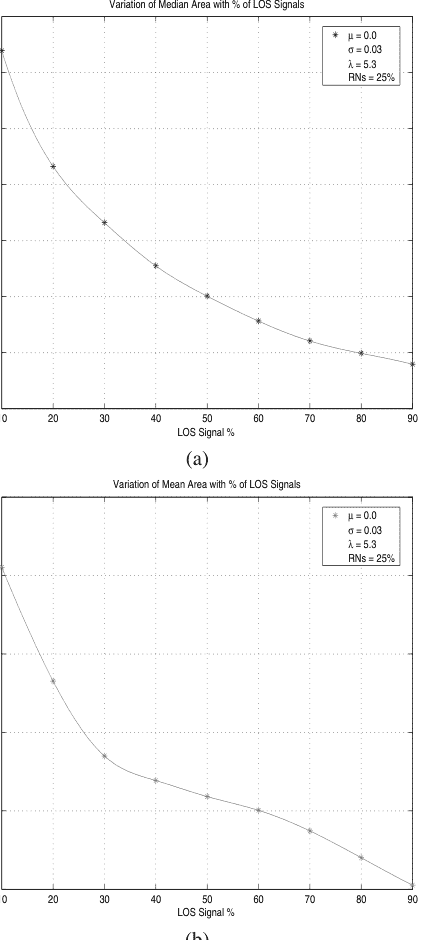 Variation of Median Area with % of LOS Signals
μ = 0.0
σ = 0.03
λ = 5.3
RNs = 25%
0 20 30 40 50 60 70 80 90
LOS Signal %
(a)
Variation of Mean Area with % of LOS Signals
μ = 0.0
σ = 0.03
λ = 5.3
RNs = 25%
0 20 30 40 50 60 70 80 90
LOS Signal %
(b)